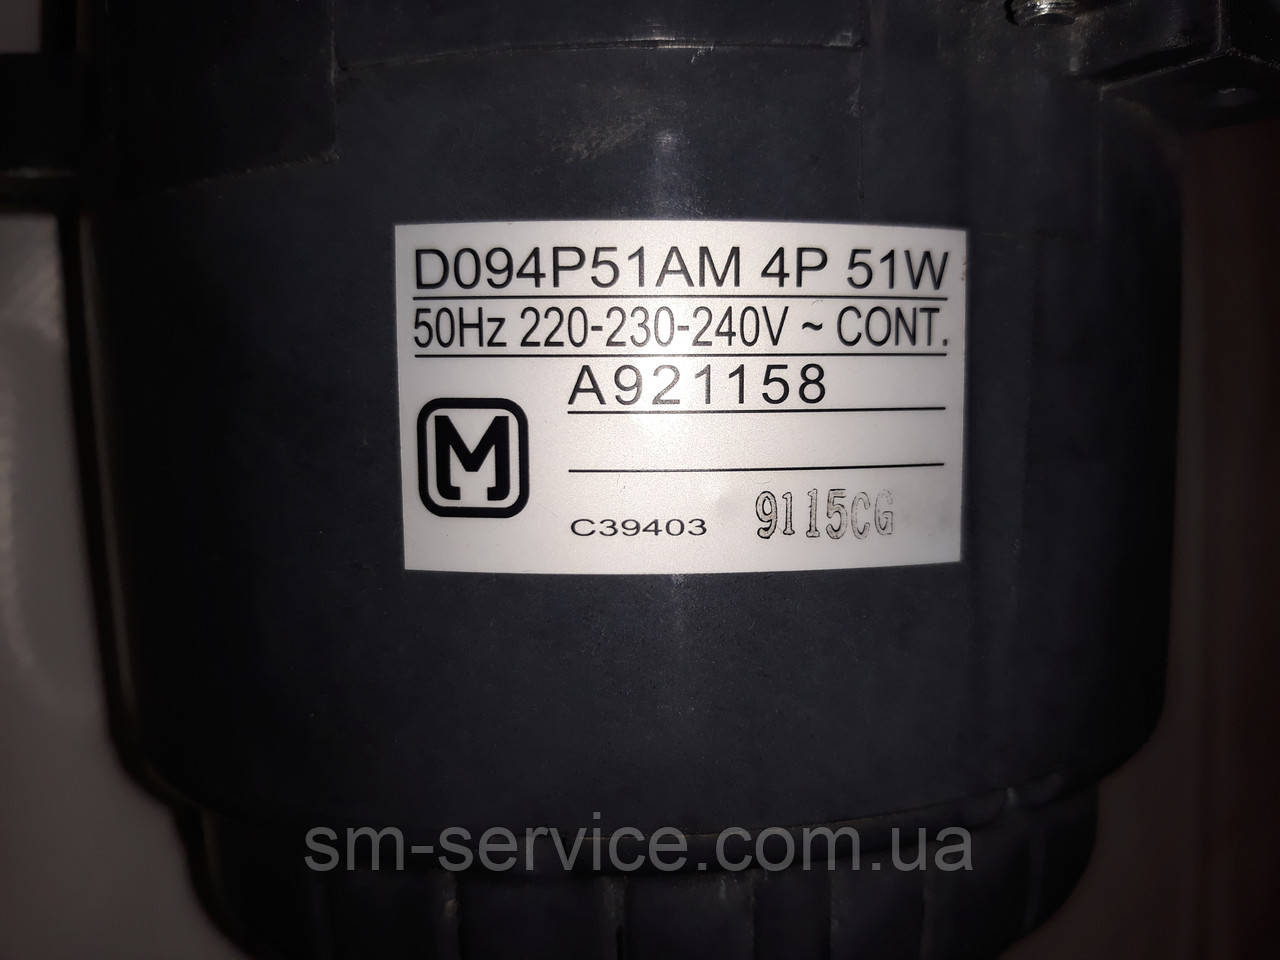 D094P51AM 4P 51W
50Hz 220-230-240V ~ CONT.
A921158
M
C39403 9115CG
sm-service.com.ua